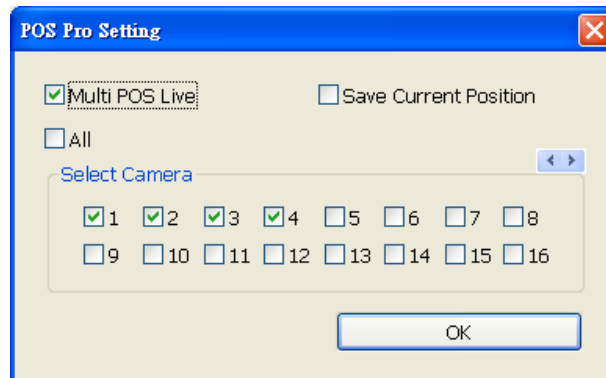 POS Pro Setting
Multi POS Live Save Current Position
All
Select Camera
1 2 3 4 5 6 7 8
9 10 11 12 13 14 15 16
OK